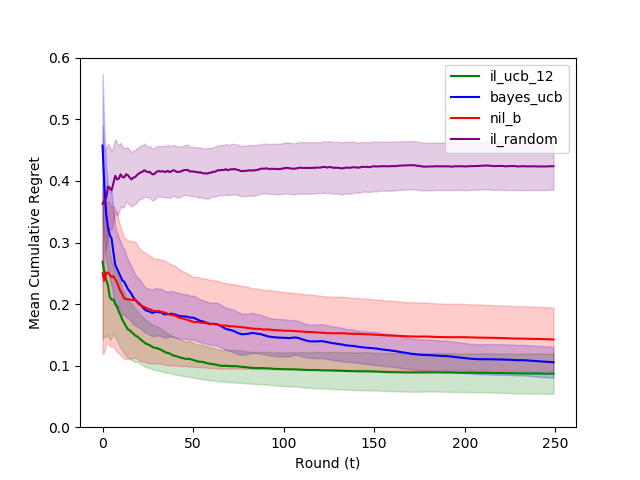 0.6
0.5
0.4
0.3
0.2
0.1
0.0
Mean Cumulative Regret
il_ucb_12
bayes_ucb
nil_b
il_random
0 50 100 150 200 250
Round (t)